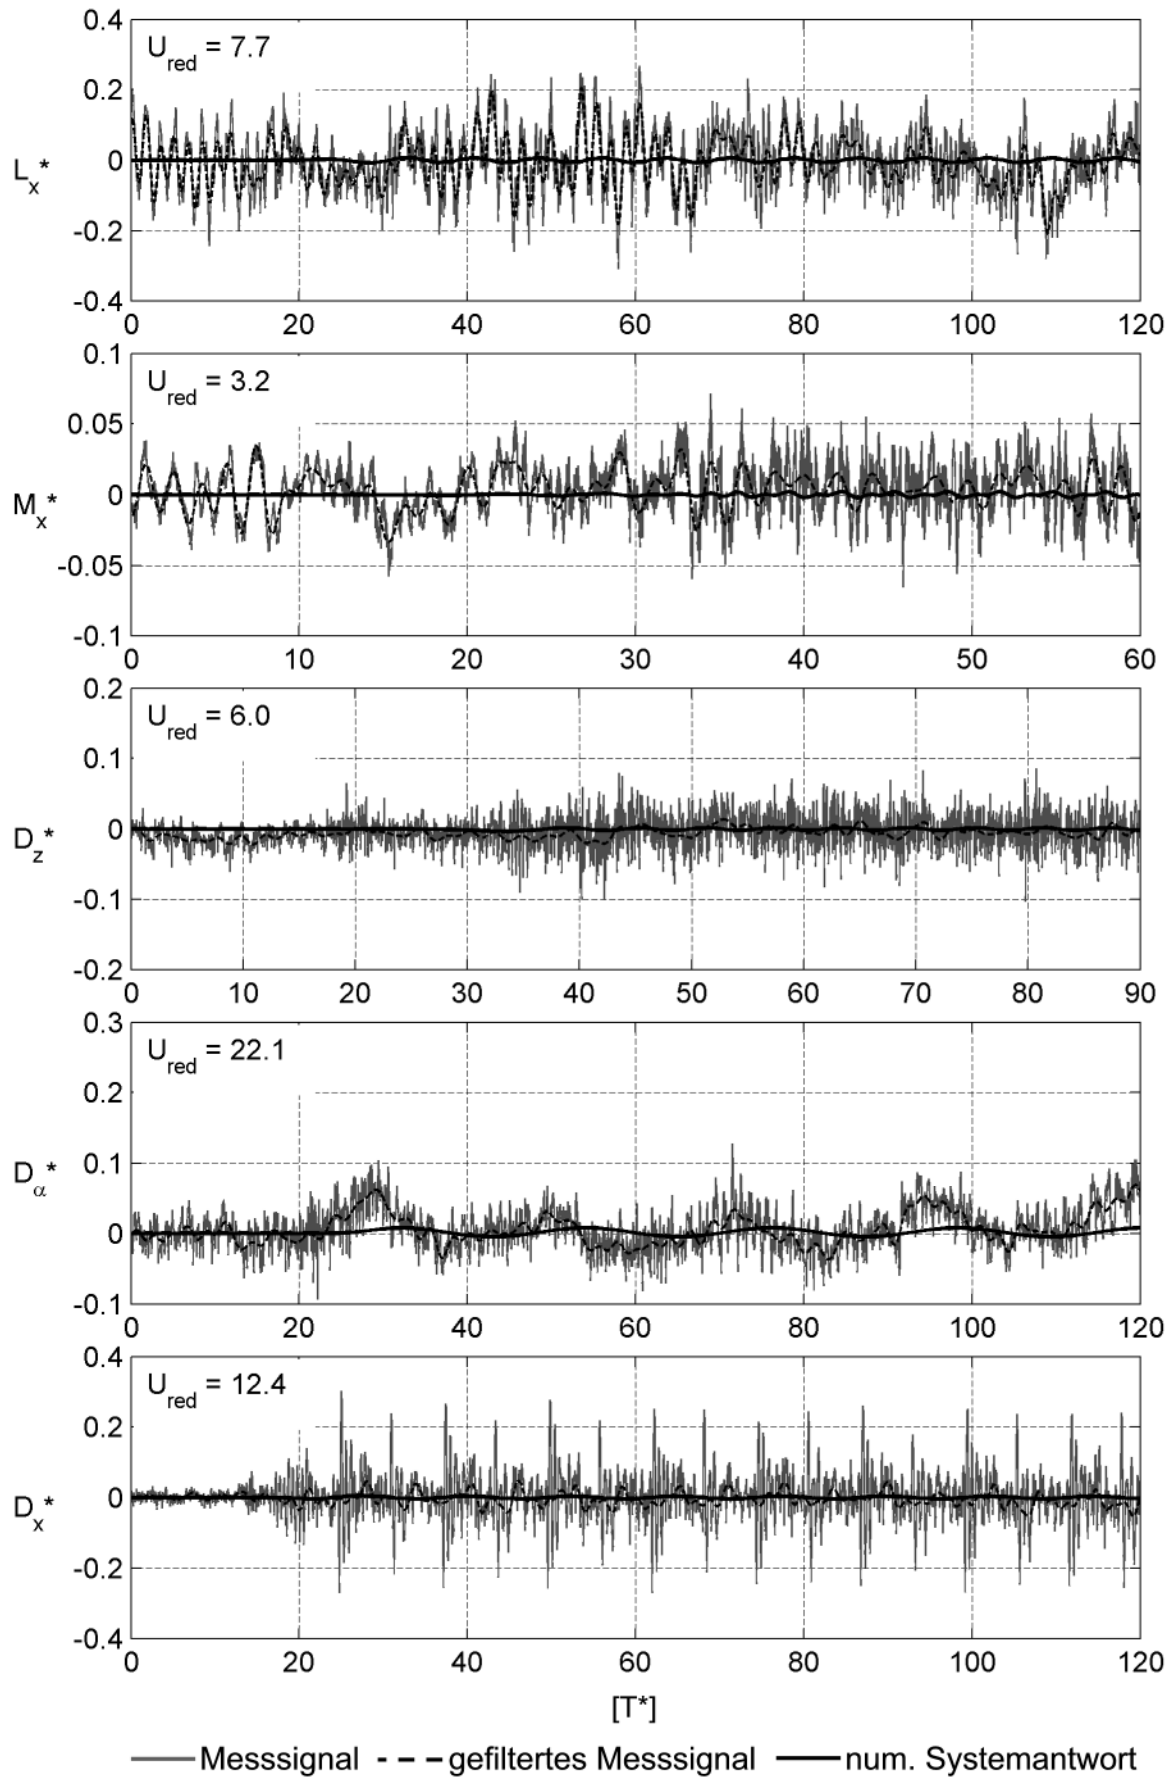 0.4
U_red = 7.7
0.2
L_x*
0
-0.2
-0.4
0 20 40 60 80 100 120
0.1
U_red = 3.2
0.05
M_x*
0
-0.05
-0.1
0 10 20 30 40 50 60
0.2
U_red = 6.0
0.1
D_z*
0
-0.1
-0.2
0 10 20 30 40 50 60 70 80 90
0.3
U_red = 22.1
0.2
0.1
D_α*
0
-0.1
0 20 40 60 80 100 120
0.4
U_red = 12.4
0.2
D_x*
0
-0.2
-0.4
0 20 40 60 80 100 120
[T*]
Messsignal gefiltertes Messsignal num. Systemantwort